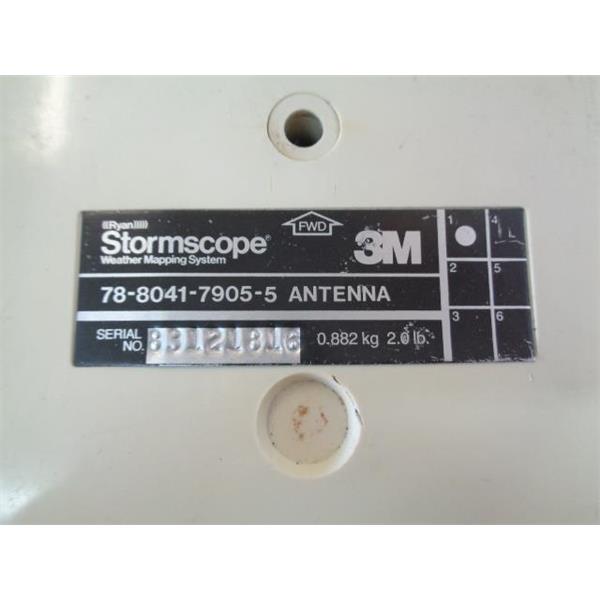 ((Ryan)))))
Stormscope®
Weather Mapping System
FWD
3M
78-8041-7905-5 ANTENNA
SERIAL
NO. 83121816
0.882 kg 2.0 lb.
1 4
2 5
3 6